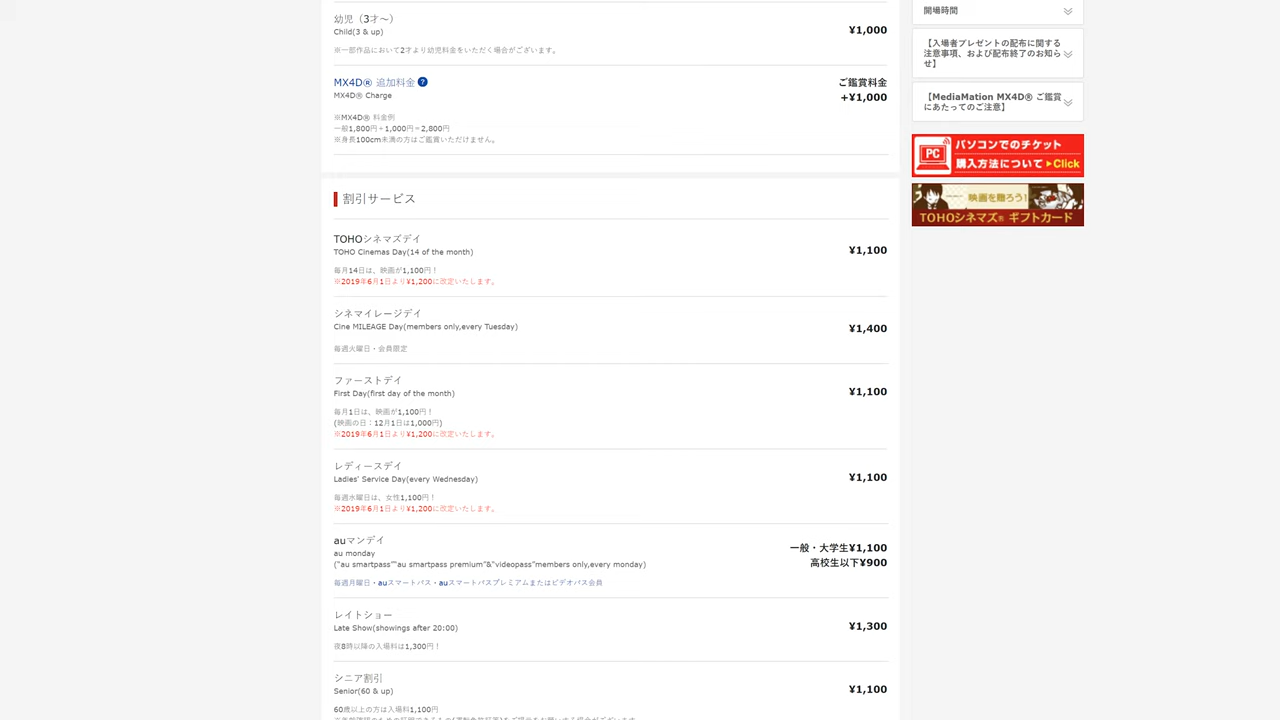 幼児（3才～）
Child(3 & up)
¥1,000
※一部作品において2才より幼児料金をいただく場合がございます。
MX4D® 追加料金 ?
MX4D® Charge
ご鑑賞料金
+¥1,000
※MX4D® 料金例
一般1,800円＋1,000円＝2,800円
※身長100cm未満の方はご鑑賞いただけません。
割引サービス
TOHOシネマズデイ
TOHO Cinemas Day(14 of the month)
¥1,100
毎月14日は、映画が1,100円！
※2019年6月1日より¥1,200に改定いたします。
シネマイレージデイ
Cine MILEAGE Day(members only,every Tuesday)
¥1,400
毎週火曜日・会員限定
ファーストデイ
First Day(first day of the month)
¥1,100
毎月1日は、映画が1,100円！
(映画の日：12月1日は1,000円)
※2019年6月1日より¥1,200に改定いたします。
レディースデイ
Ladies' Service Day(every Wednesday)
¥1,100
毎週水曜日は、女性1,100円！
※2019年6月1日より¥1,200に改定いたします。
auマンデイ
au monday
("au smartpass""au smartpass premium"&"videopass"members only,every monday)
一般・大学生¥1,100
高校生以下¥900
毎週月曜日・auスマートパス・auスマートパスプレミアムまたはビデオパス会員
レイトショー
Late Show(showings after 20:00)
¥1,300
夜8時以降の入場料は1,300円！
シニア割引
Senior(60 & up)
¥1,100
60歳以上の方は入場料1,100円
開場時間
【入場者プレゼントの配布に関する
注意事項、および配布終了のお知ら
せ】
【MediaMation MX4D® ご鑑賞
にあたってのご注意】
PC
パソコンでのチケット
購入方法について▶Click
映画を贈ろう！
TOHOシネマズ® ギフトカード